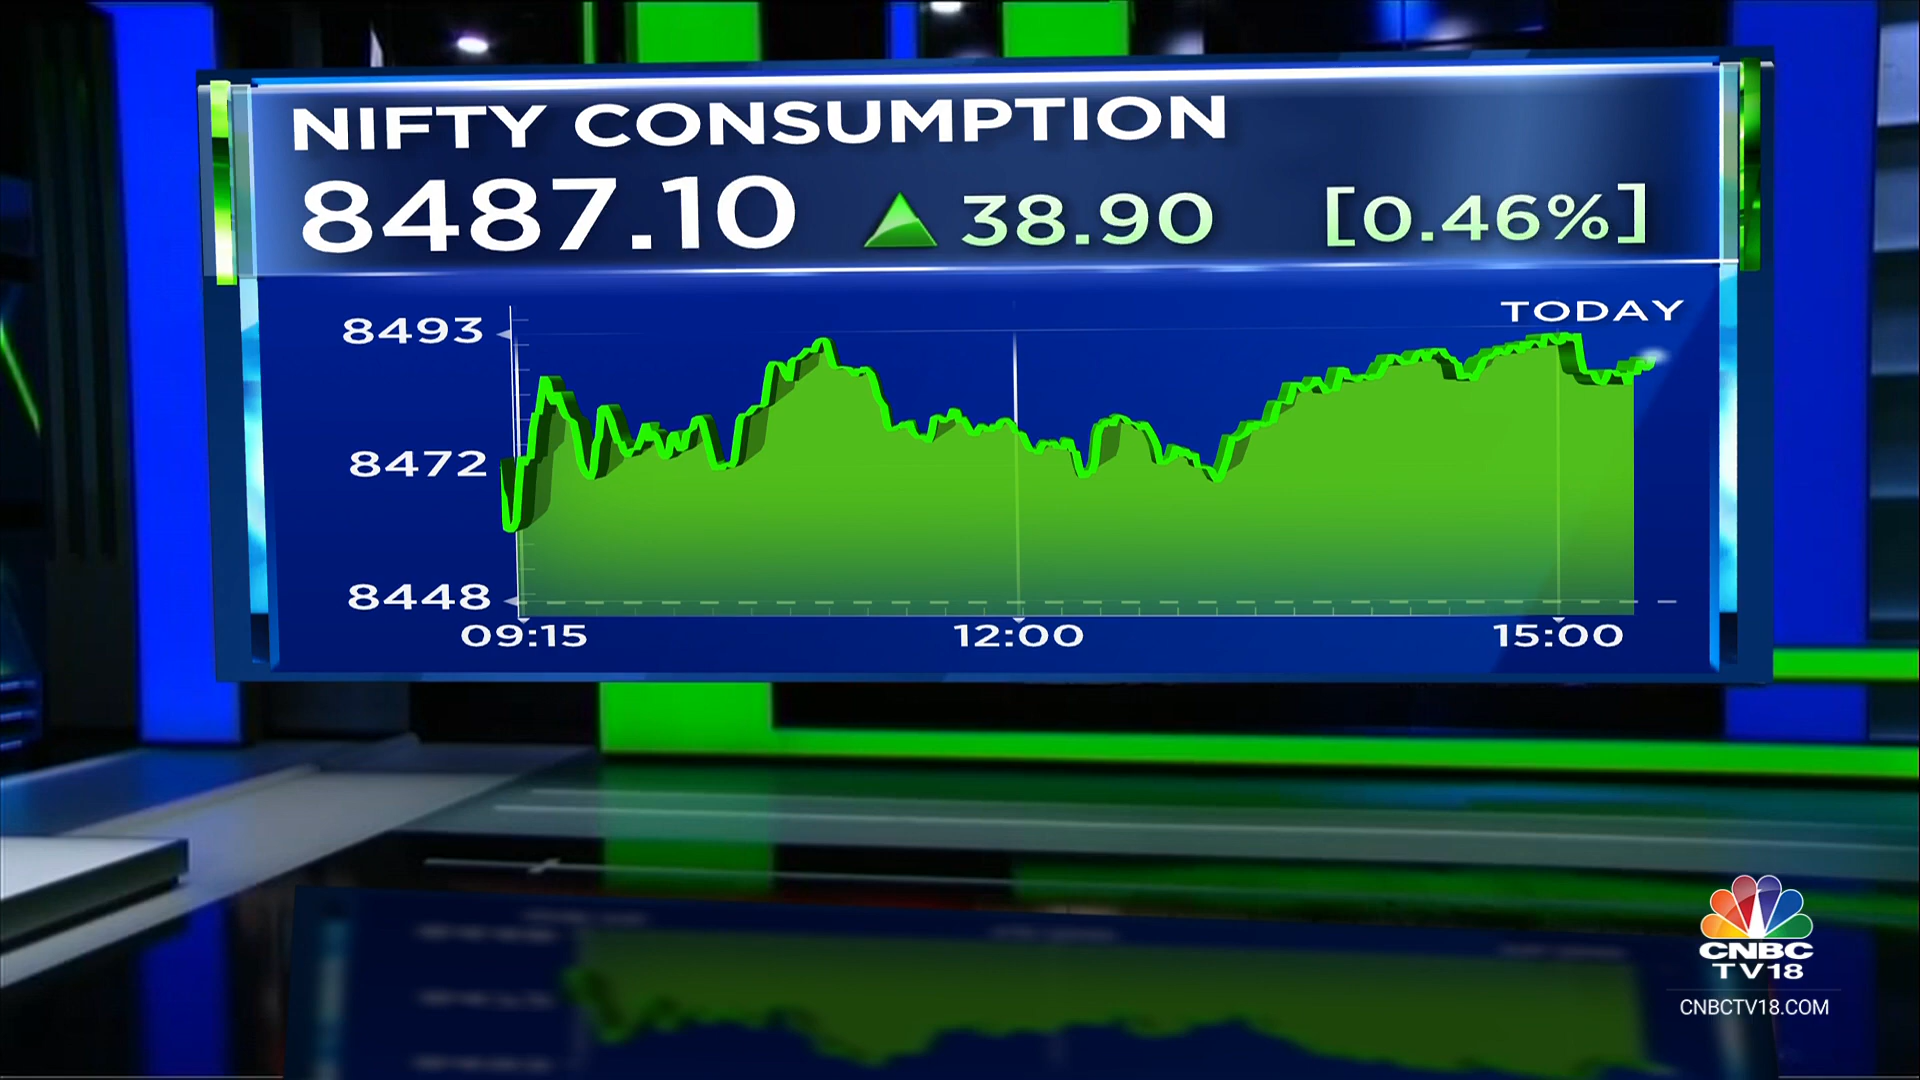 NIFTY CONSUMPTION
8487.10 ▲ 38.90 [0.46%]
TODAY
8493
8472
8448
09:15 12:00 15:00
CNBC
TV18
CNBCTV18.COM